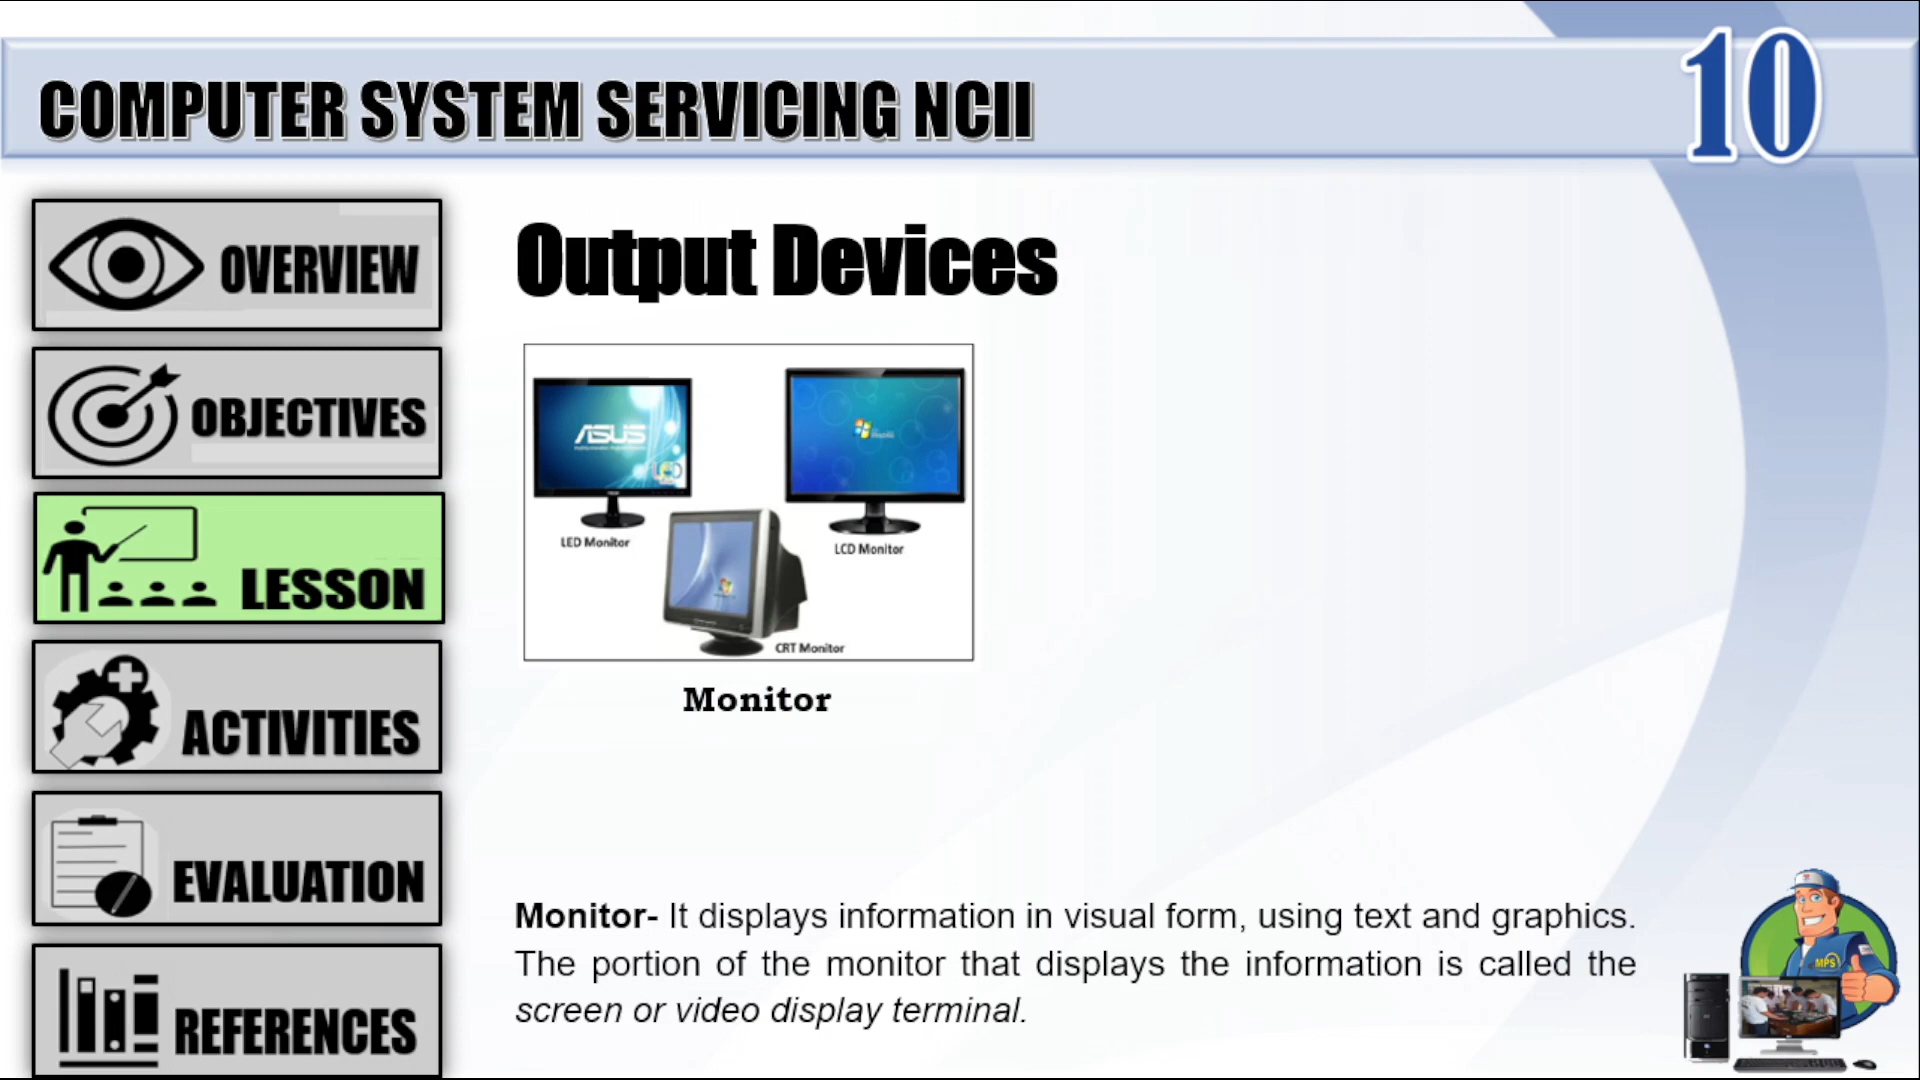 COMPUTER SYSTEM SERVICING NCII
10
OVERVIEW
OBJECTIVES
LESSON
ACTIVITIES
EVALUATION
REFERENCES
Output Devices
ASUS
LED Monitor
LCD Monitor
CRT Monitor
Monitor
Monitor- It displays information in visual form, using text and graphics.
The portion of the monitor that displays the information is called the
screen or video display terminal.
MPS